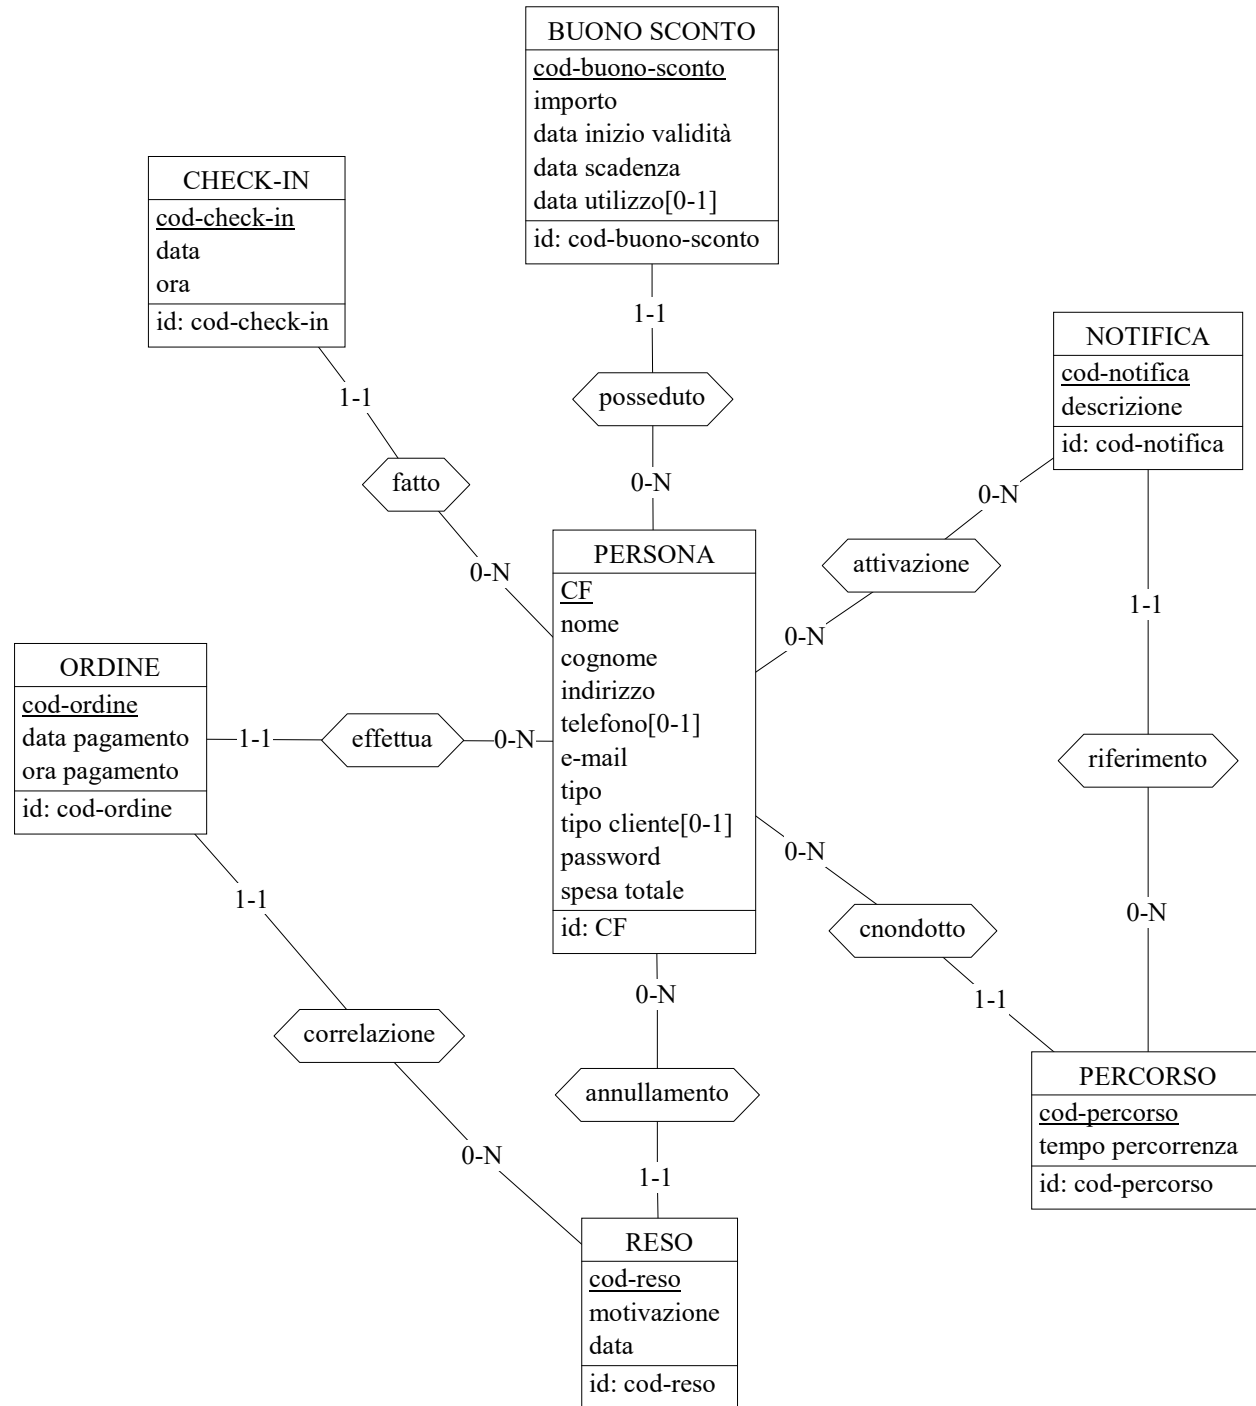 BUONO SCONTO
cod-buono-sconto
importo
data inizio validità
data scadenza
data utilizzo[0-1]
id: cod-buono-sconto
CHECK-IN
cod-check-in
data
ora
id: cod-check-in
1-1
posseduto
0-N
NOTIFICA
cod-notifica
descrizione
id: cod-notifica
1-1
fatto
0-N
0-N
attivazione
0-N
PERSONA
CF
nome
cognome
indirizzo
telefono[0-1]
e-mail
tipo
tipo cliente[0-1]
password
spesa totale
id: CF
1-1
riferimento
0-N
ORDINE
cod-ordine
data pagamento
ora pagamento
id: cod-ordine
1-1
effettua
0-N
0-N
cnondotto
1-1
1-1
correlazione
0-N
0-N
annullamento
1-1
PERCORSO
cod-percorso
tempo percorrenza
id: cod-percorso
RESO
cod-reso
motivazione
data
id: cod-reso